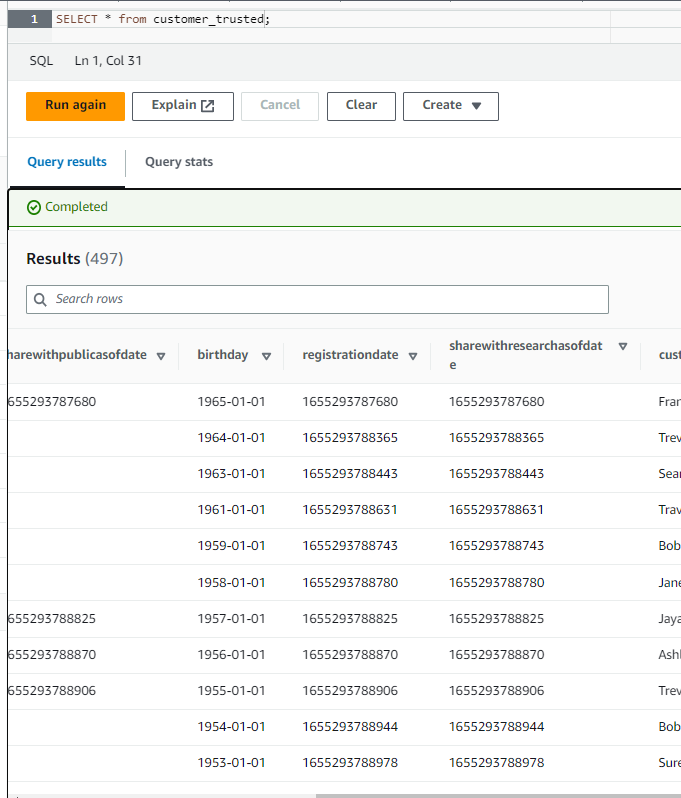 1 SELECT * from customer_trusted;
SQL Ln 1, Col 31
Run again Explain Cancel Clear Create
Query results Query stats
Completed
Results (497)
Search rows
harewithpublicasofdate birthday registrationdate sharewithresearchasofdat
e cust
655293787680 1965-01-01 1655293787680 1655293787680 Fran
1964-01-01 1655293788365 1655293788365 Trev
1963-01-01 1655293788443 1655293788443 Sear
1961-01-01 1655293788631 1655293788631 Trav
1959-01-01 1655293788743 1655293788743 Bob
1958-01-01 1655293788780 1655293788780 Jane
655293788825 1957-01-01 1655293788825 1655293788825 Jaya
655293788870 1956-01-01 1655293788870 1655293788870 Ashl
655293788906 1955-01-01 1655293788906 1655293788906 Trev
1954-01-01 1655293788944 1655293788944 Bob
1953-01-01 1655293788978 1655293788978 Sure